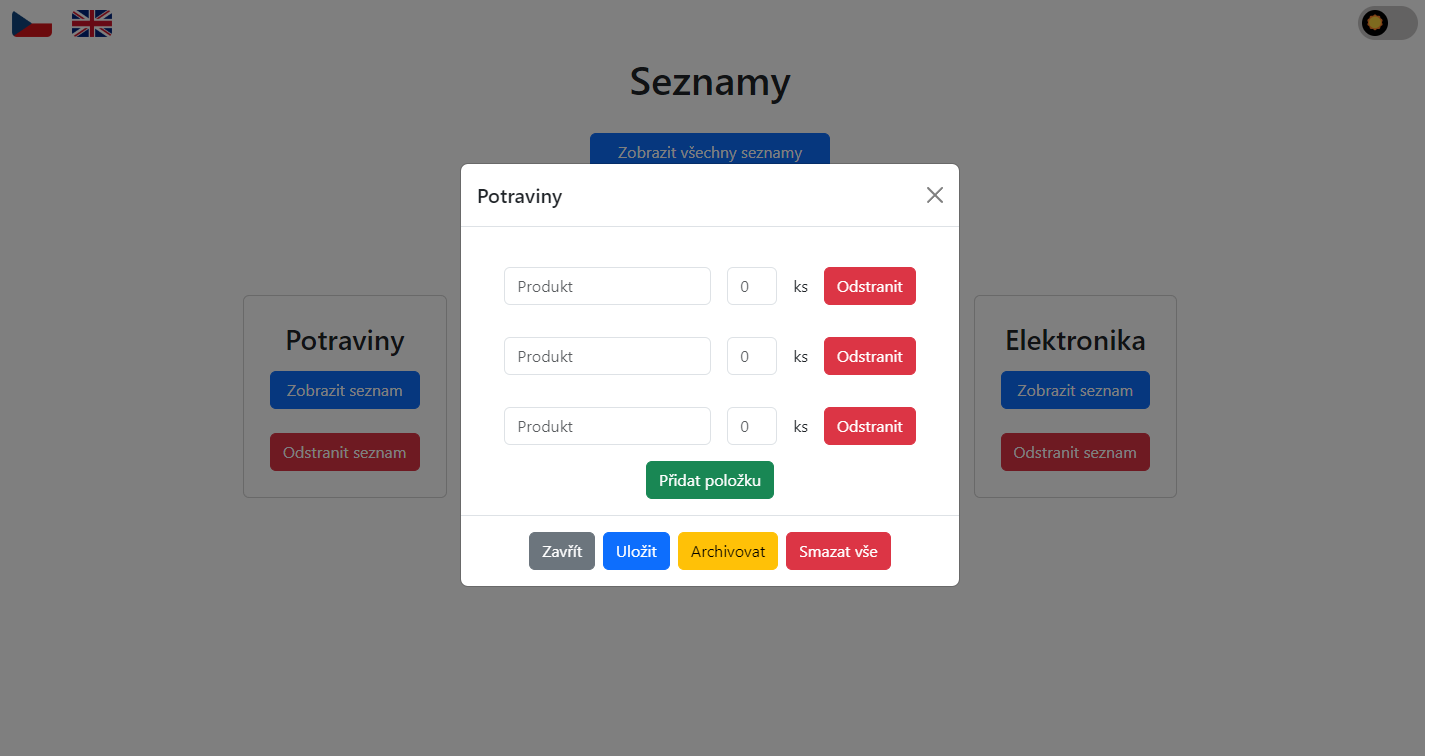 Seznamy
Zobrazit všechny seznamy
Potraviny
Produkt 0 ks Odstranit
Produkt 0 ks Odstranit
Produkt 0 ks Odstranit
Přidat položku
Zavřít Uložit Archivovat Smazat vše
Potraviny
Zobrazit seznam
Odstranit seznam
Elektronika
Zobrazit seznam
Odstranit seznam